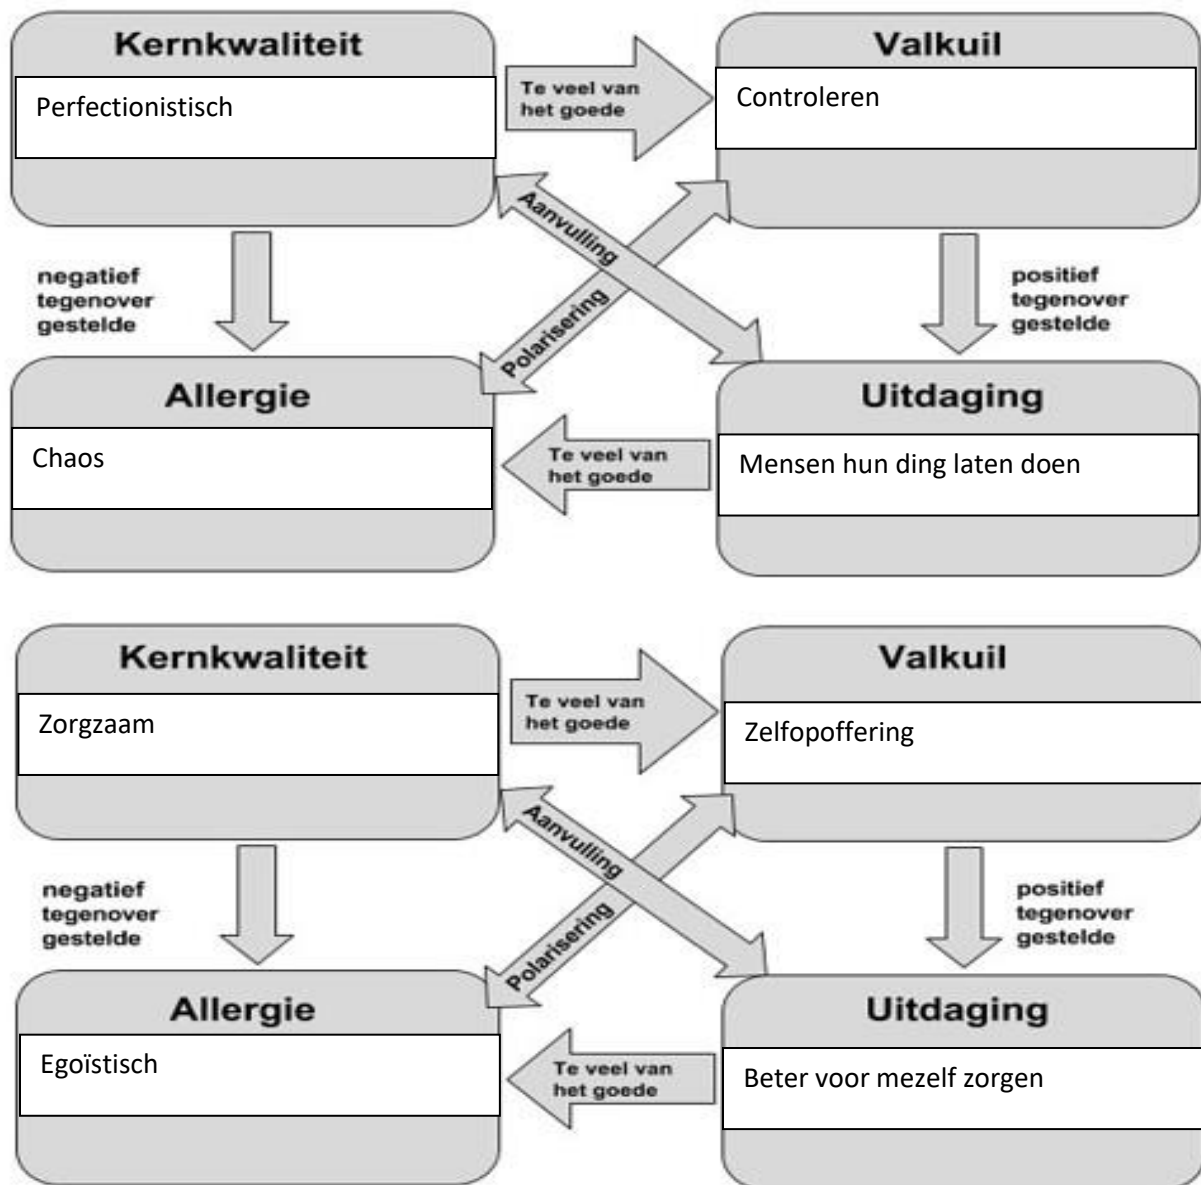 Kernkwaliteit
Perfectionistisch
Te veel van
het goede
Valkuil
Controleren
Aanvulling
Polarisering
negatief
tegenover
gestelde
positief
tegenover
gestelde
Allergie
Chaos
Te veel van
het goede
Uitdaging
Mensen hun ding laten doen
Kernkwaliteit
Zorgzaam
Te veel van
het goede
Valkuil
Zelfopoffering
Aanvulling
Polarisering
negatief
tegenover
gestelde
positief
tegenover
gestelde
Allergie
Egoïstisch
Te veel van
het goede
Uitdaging
Beter voor mezelf zorgen